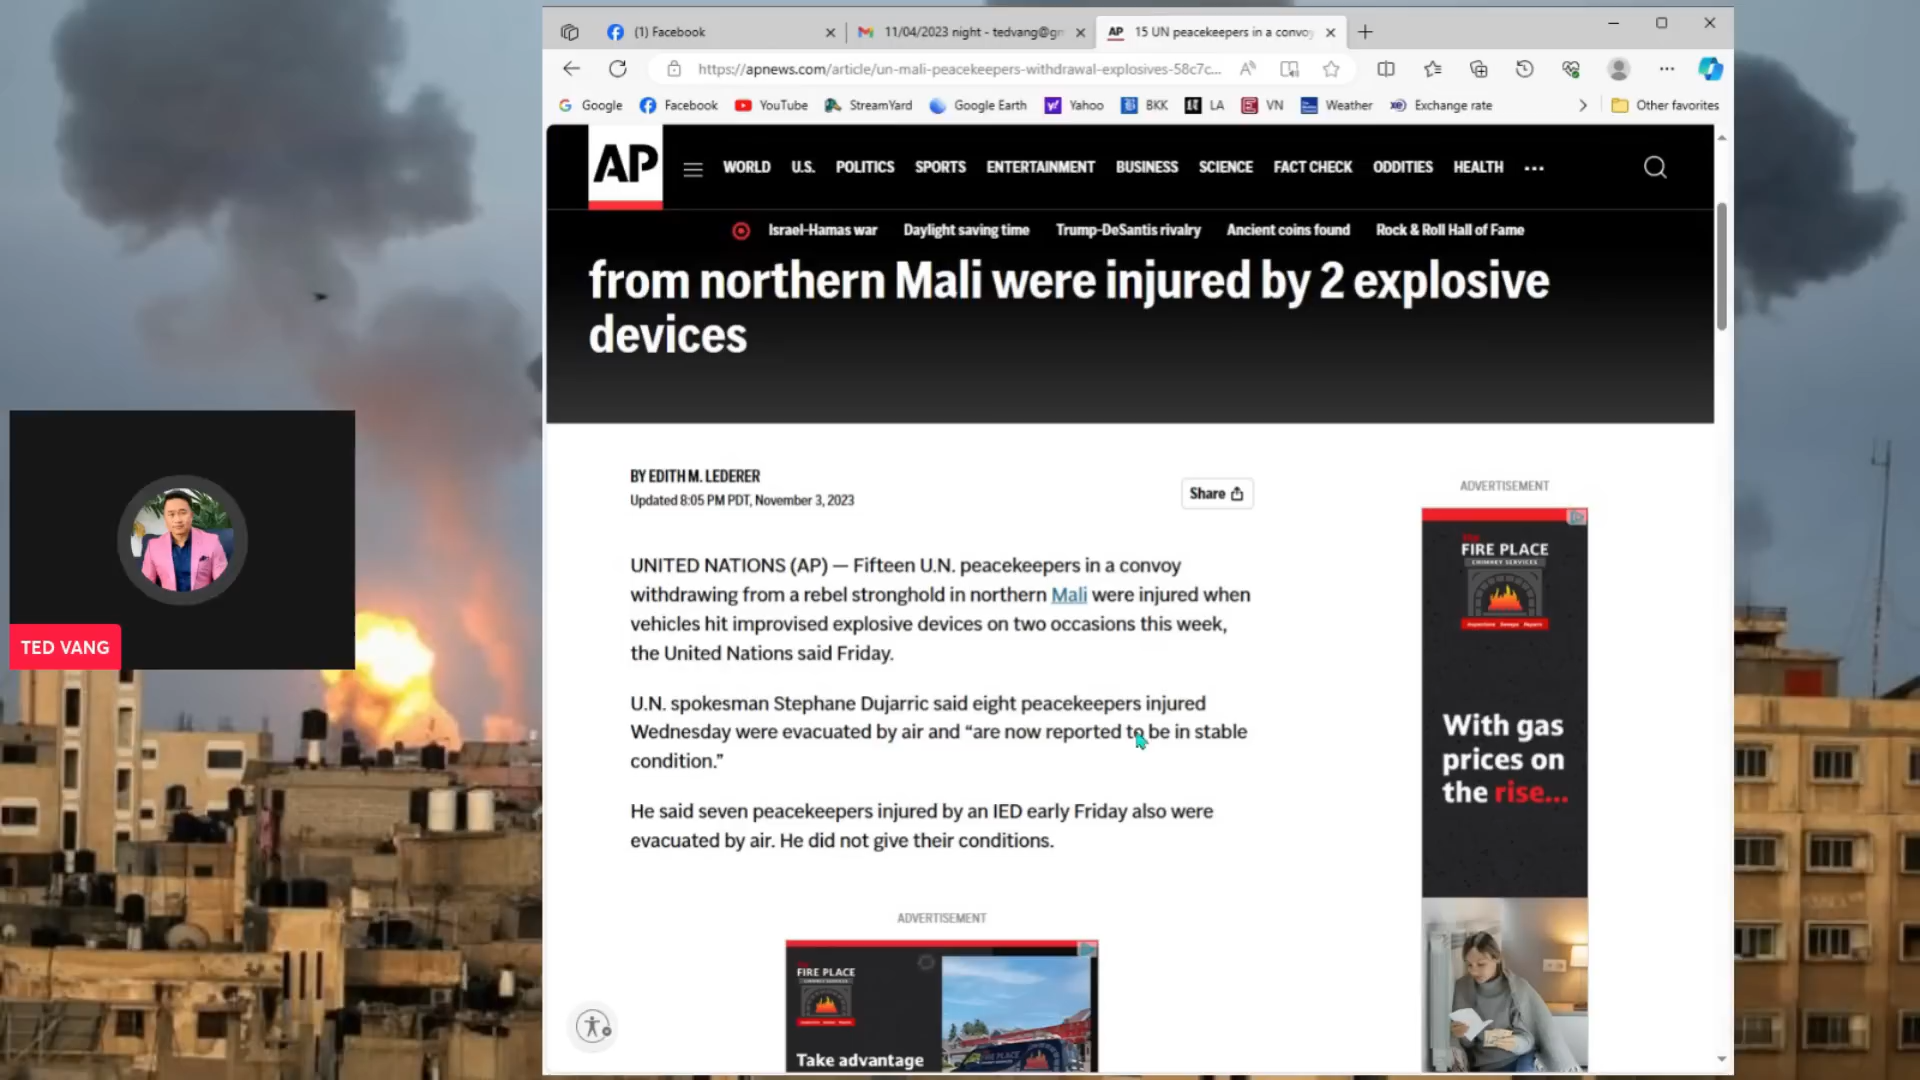 (1) Facebook
11/04/2023 night - tedvang@gm
AP 15 UN peacekeepers in a convoy
https://apnews.com/article/un-mali-peacekeepers-withdrawal-explosives-58c7c...
Google Facebook YouTube StreamYard Google Earth Yahoo BKK LA VN Weather Exchange rate Other favorites
AP
WORLD U.S. POLITICS SPORTS ENTERTAINMENT BUSINESS SCIENCE FACT CHECK ODDITIES HEALTH ...
Israel-Hamas war Daylight saving time Trump-DeSantis rivalry Ancient coins found Rock & Roll Hall of Fame
from northern Mali were injured by 2 explosive
devices
BY EDITH M. LEDERER
Updated 8:05 PM PDT, November 3, 2023
Share
UNITED NATIONS (AP) — Fifteen U.N. peacekeepers in a convoy
withdrawing from a rebel stronghold in northern Mali were injured when
vehicles hit improvised explosive devices on two occasions this week,
the United Nations said Friday.
U.N. spokesman Stephane Dujarric said eight peacekeepers injured
Wednesday were evacuated by air and “are now reported to be in stable
condition.”
He said seven peacekeepers injured by an IED early Friday also were
evacuated by air. He did not give their conditions.
ADVERTISEMENT
FIRE PLACE
Take advantage
ADVERTISEMENT
FIRE PLACE
CHIMNEY SERVICES
With gas
prices on
the rise...
TED VANG